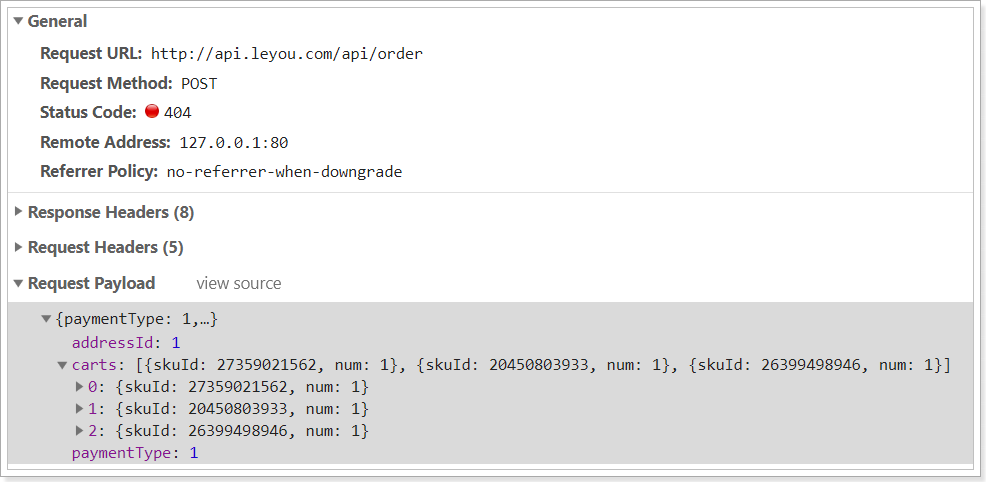 General
Request URL: http://api.leyou.com/api/order
Request Method: POST
Status Code: 404
Remote Address: 127.0.0.1:80
Referrer Policy: no-referrer-when-downgrade
Response Headers (8)
Request Headers (5)
Request Payload view source
{paymentType: 1,…}
addressId: 1
carts: [{skuId: 27359021562, num: 1}, {skuId: 20450803933, num: 1}, {skuId: 26399498946, num: 1}]
0: {skuId: 27359021562, num: 1}
1: {skuId: 20450803933, num: 1}
2: {skuId: 26399498946, num: 1}
paymentType: 1